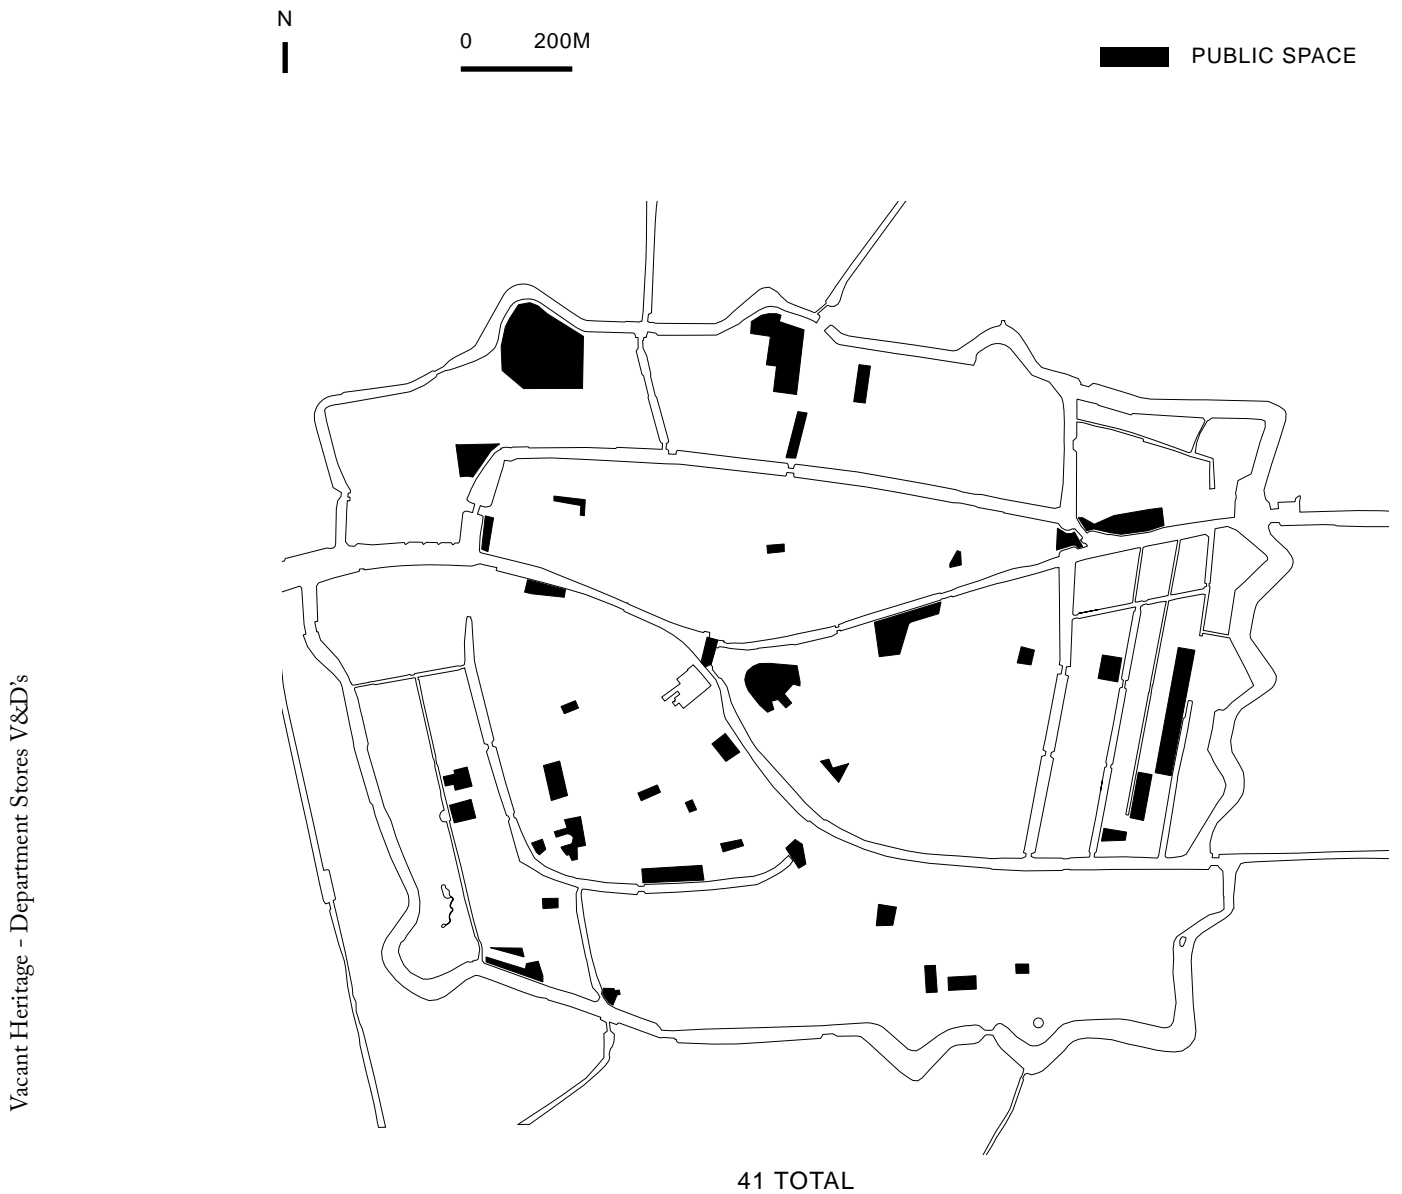 N
0 200M
PUBLIC SPACE
Vacant Heritage - Department Stores V&D's
41 TOTAL